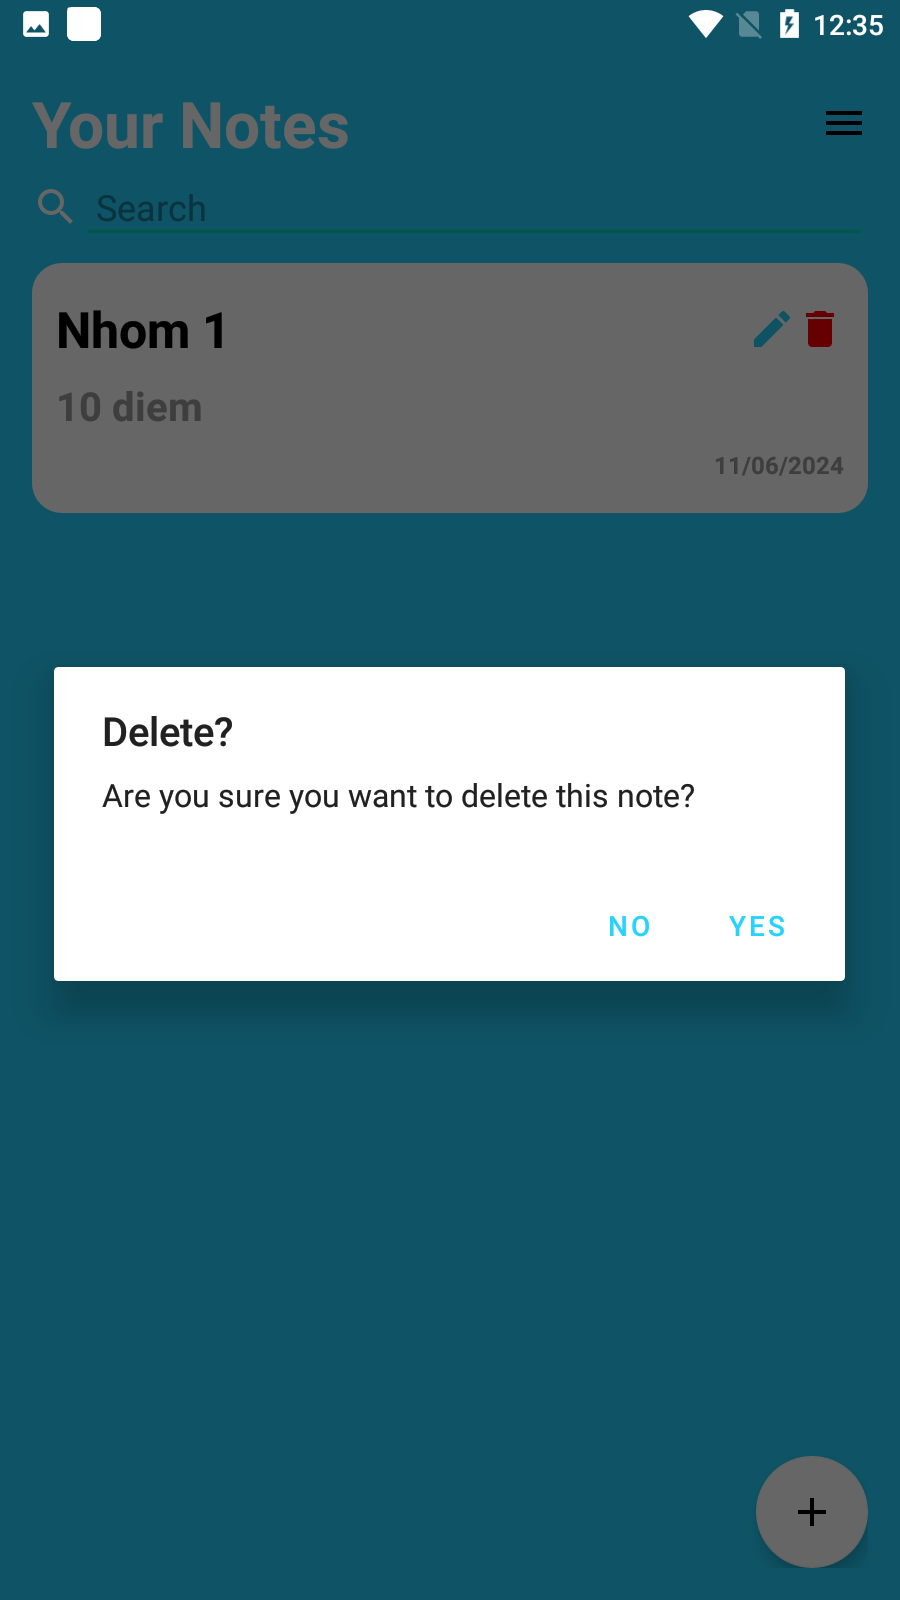 12:35
Your Notes
Search
Nhom 1
10 diem
11/06/2024
Delete?
Are you sure you want to delete this note?
NO YES